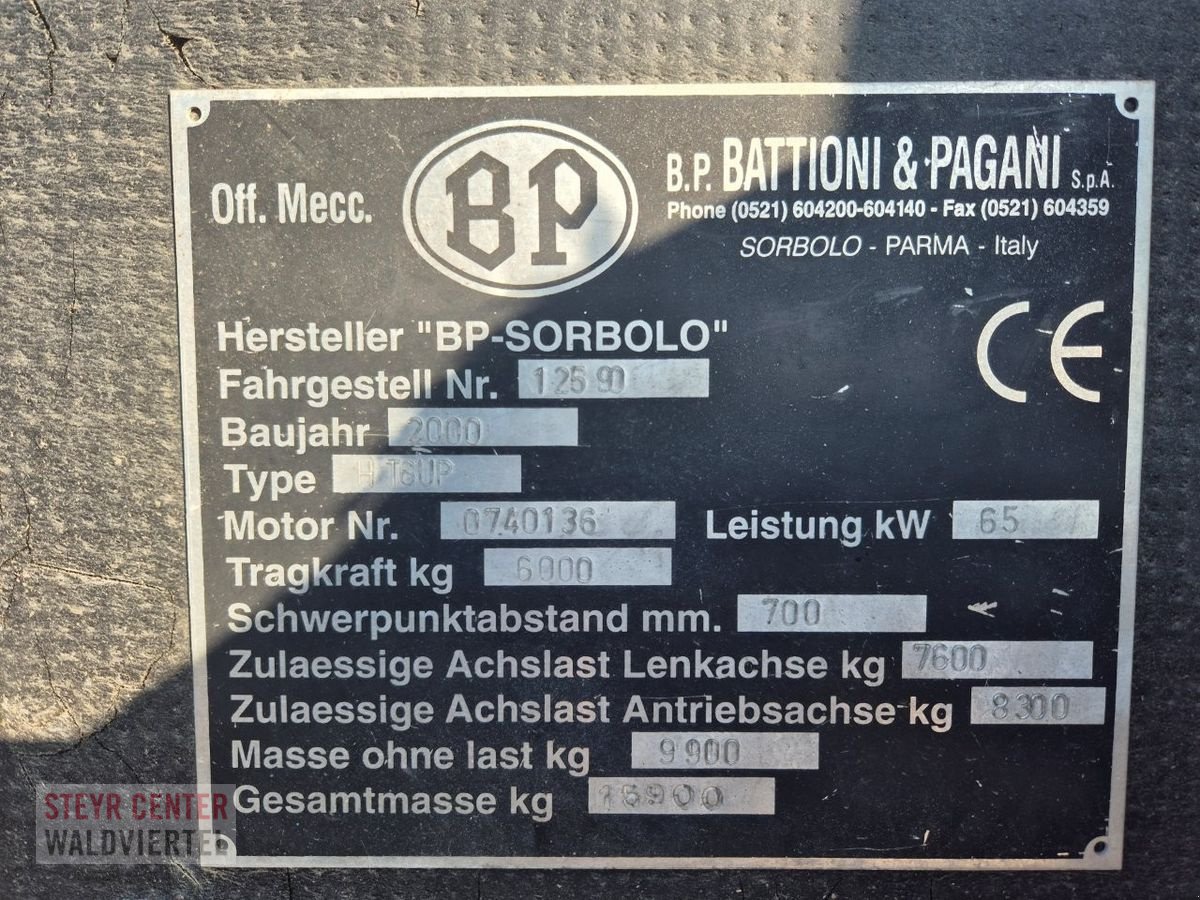 Off. Mecc.
BP
B.P. BATTIONI & PAGANI S.p.A.
Phone (0521) 604200-604140 - Fax (0521) 604359
SORBOLO - PARMA - Italy
CE
Hersteller "BP-SORBOLO"
Fahrgestell Nr. 12590
Baujahr 2000
Type
Motor Nr. 0740136 Leistung kW 65
Tragkraft kg 6000
Schwerpunktabstand mm. 700
Zulaessige Achslast Lenkachse kg 7600
Zulaessige Achslast Antriebsachse kg 8300
Masse ohne last kg 9900
Gesamtmasse kg 15900
STEYR CENTER
WALDVIERTEL